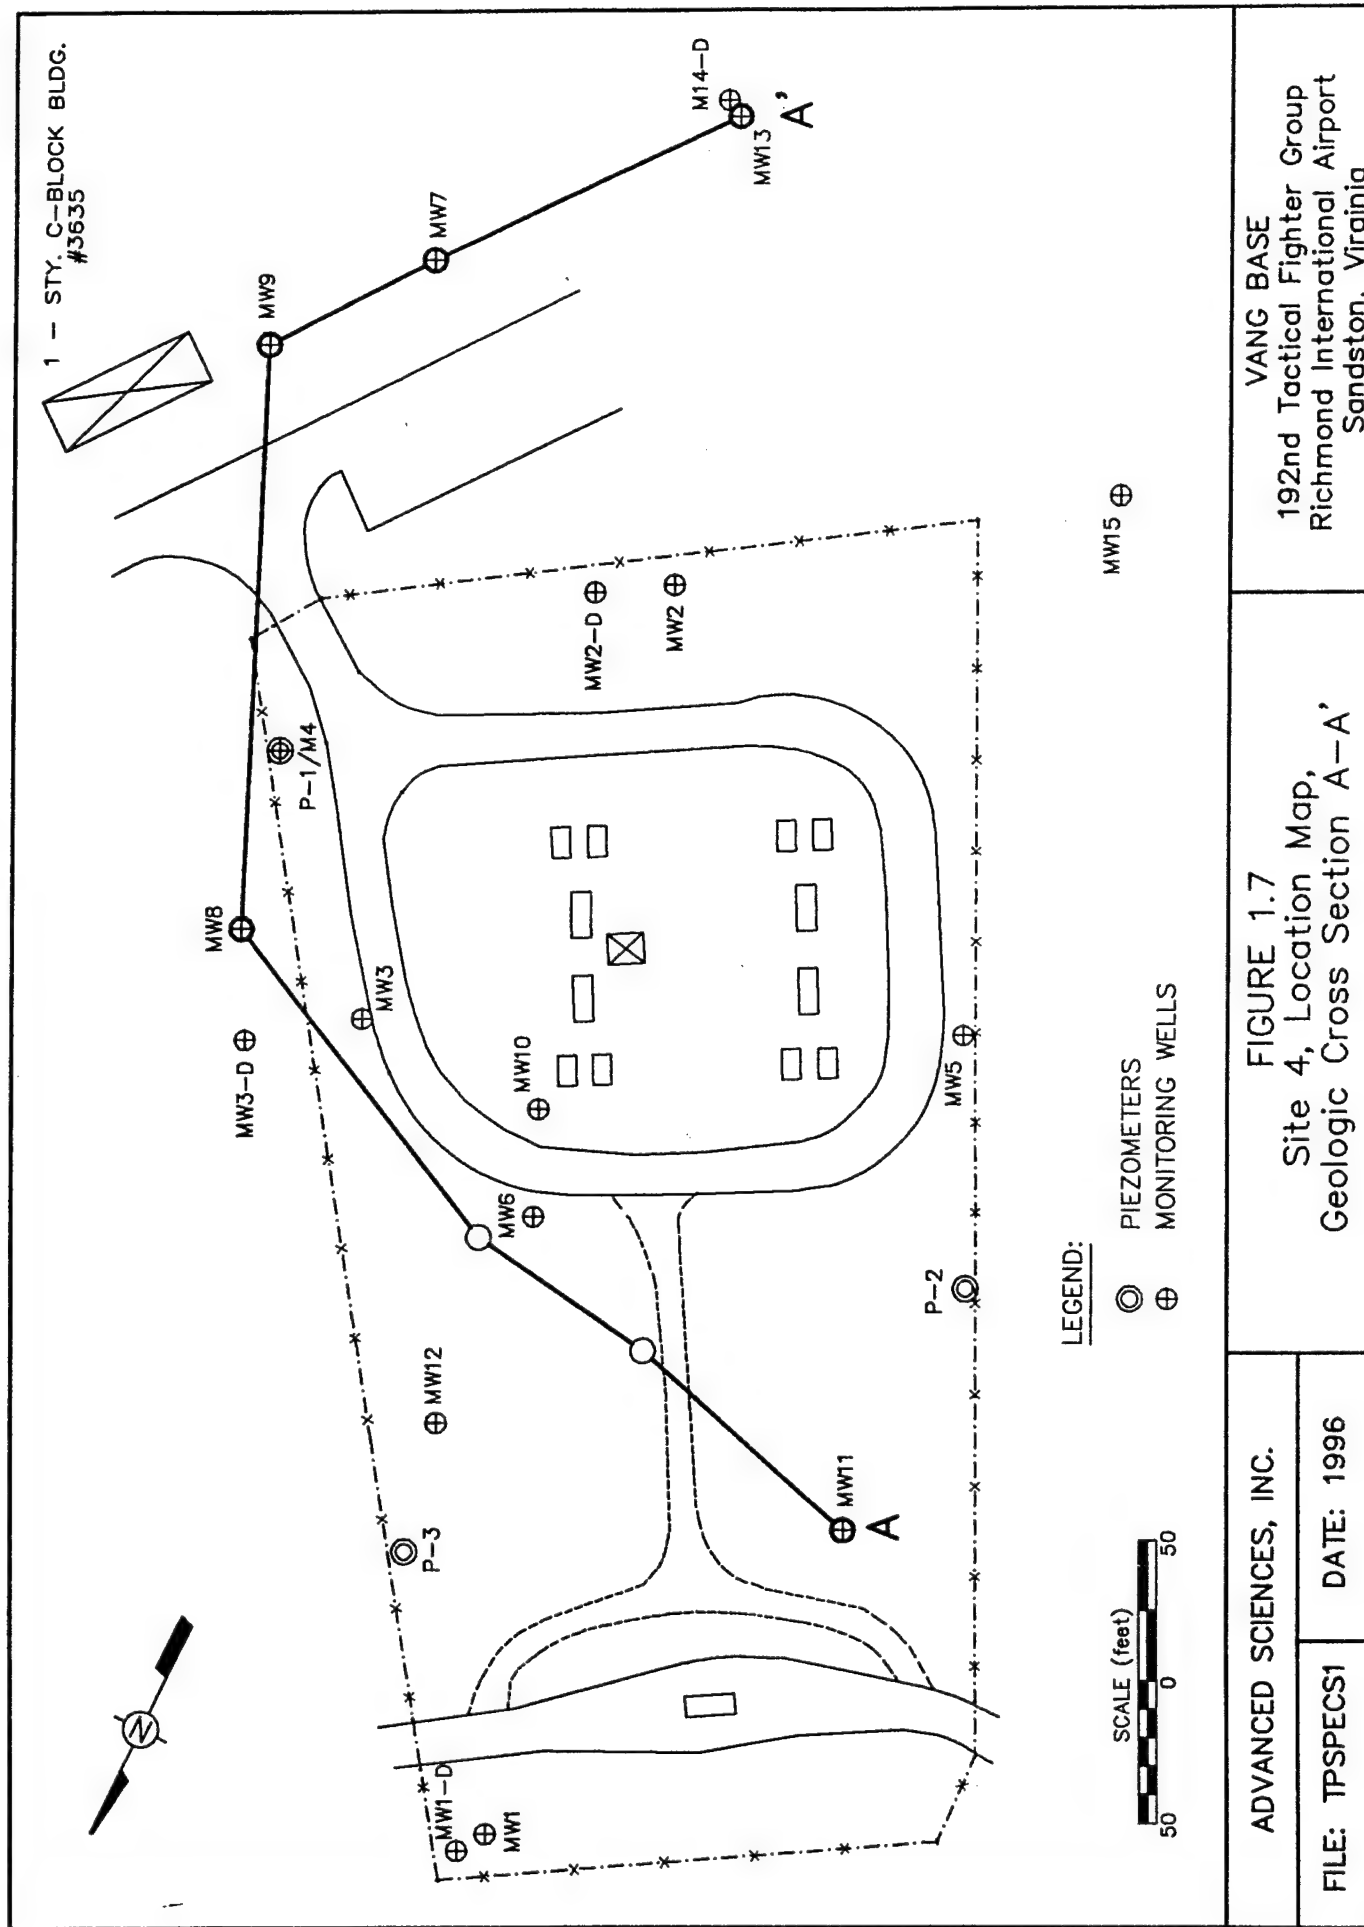 1 - STY. C-BLOCK BLDG.
#3635
M14-D
MW13
A'
MW7
MW9
MW15
MW2-D
MW2
P-1/M4
MW8
MW3
MW3-D
MW10
MW5
MW6
P-2
MW12
MW11
A
P-3
MW1-D
MW1
N
LEGEND:
PIEZOMETERS
MONITORING WELLS
SCALE (feet)
50 0 50
ADVANCED SCIENCES, INC.
FILE: TPSPECS1 DATE: 1996
FIGURE 1.7
Site 4, Location Map,
Geologic Cross Section A-A'
VANG BASE
192nd Tactical Fighter Group
Richmond International Airport
Sandston, Virginia